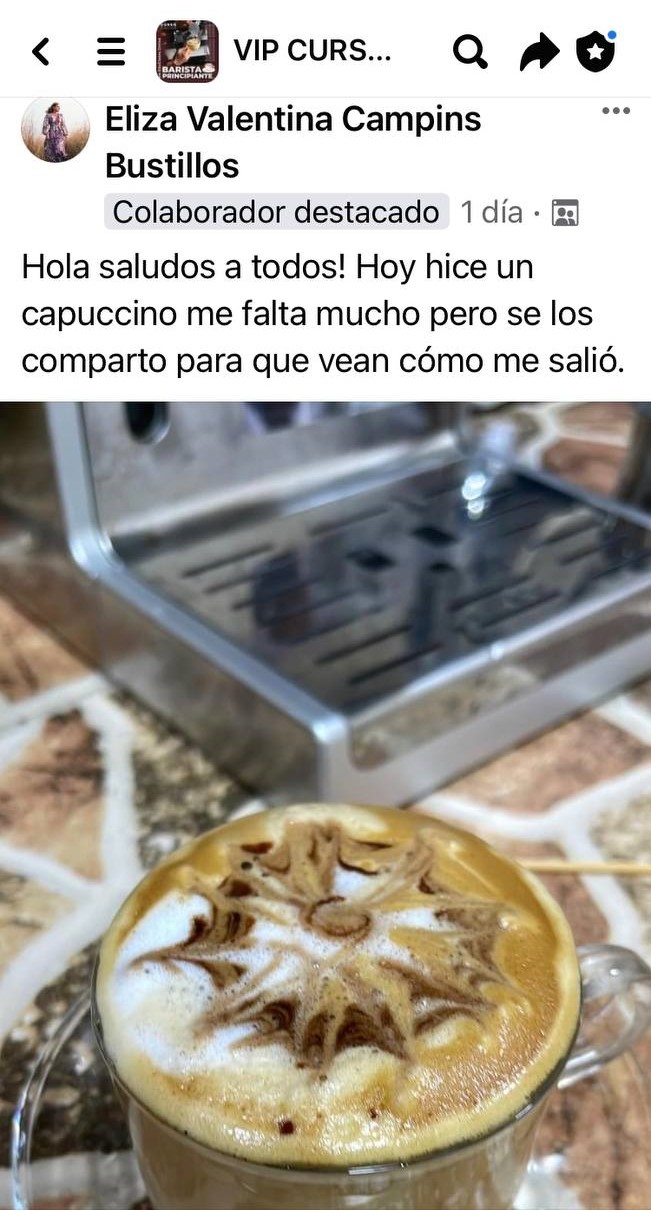 BARISTA
PRINCIPIANTE
VIP CURS...
Eliza Valentina Campins
Bustillos
Colaborador destacado 1 día ·
Hola saludos a todos! Hoy hice un
capuccino me falta mucho pero se los
comparto para que vean cómo me salió.